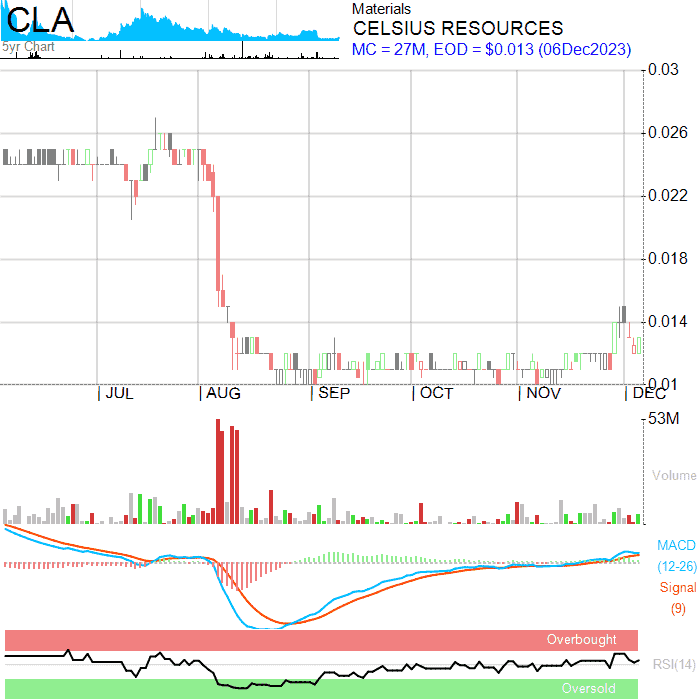 CLA
5yr Chart
Materials
CELSIUS RESOURCES
MC = 27M, EOD = $0.013 (06Dec2023)
0.03
0.026
0.022
0.018
0.014
0.01
JUL
AUG
SEP
OCT
NOV
DEC
53M
Volume
MACD
(12-26)
Signal
(9)
Overbought
RSI(14)
Oversold